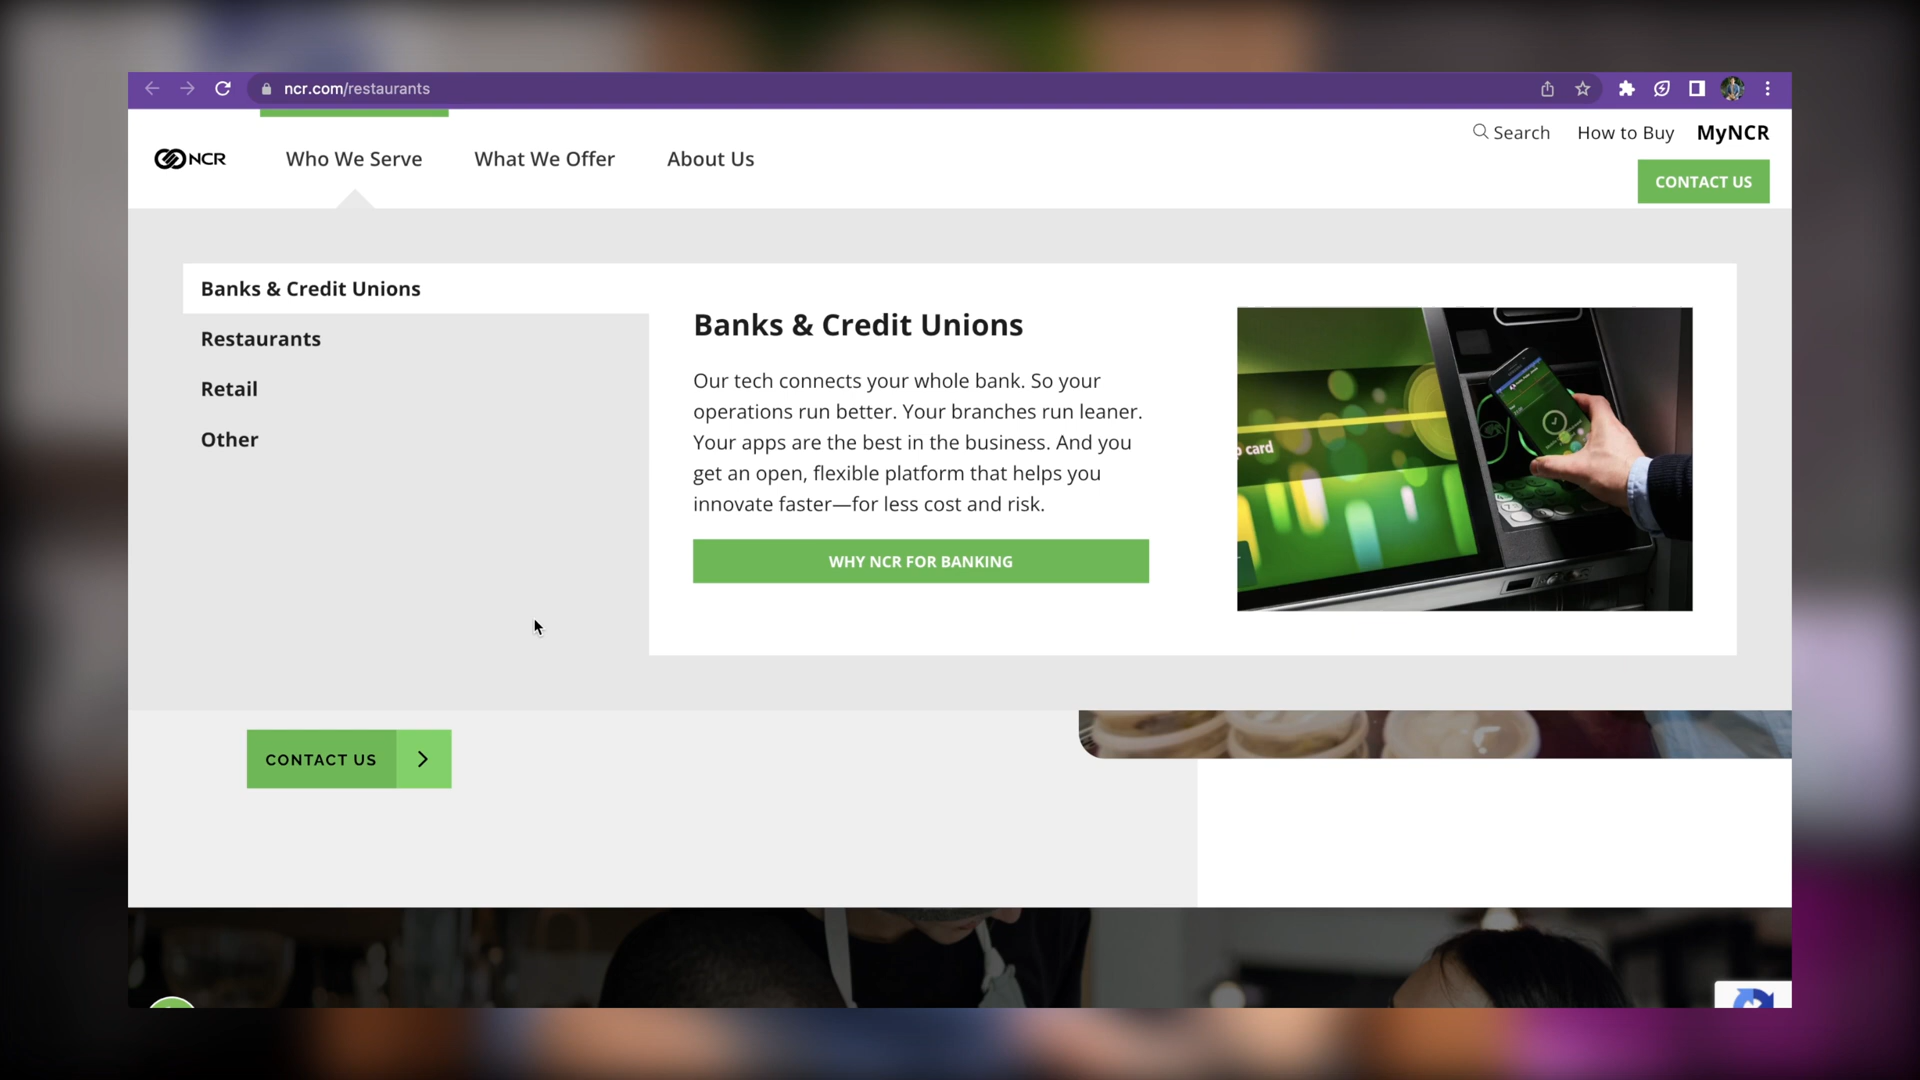 ncr.com/restaurants
Search How to Buy MyNCR
NCR Who We Serve What We Offer About Us
CONTACT US
Banks & Credit Unions
Restaurants
Retail
Other
Banks & Credit Unions
Our tech connects your whole bank. So your
operations run better. Your branches run leaner.
Your apps are the best in the business. And you
get an open, flexible platform that helps you
innovate faster—for less cost and risk.
WHY NCR FOR BANKING
card
CONTACT US